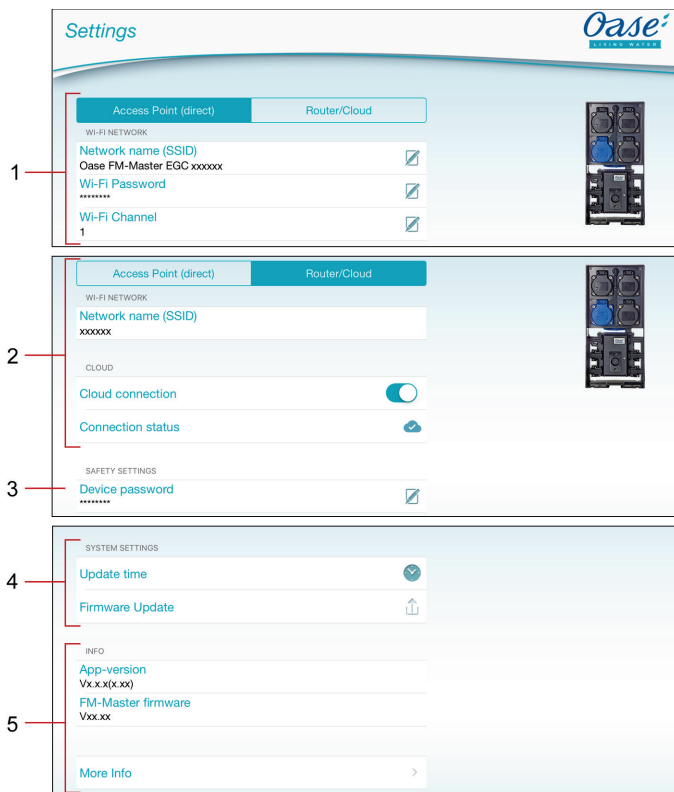 Settings
Oase
LIVING WATER
Access Point (direct) Router/Cloud
WI-FI NETWORK
Network name (SSID)
Oase FM-Master EGC xxxxxx
Wi-Fi Password
********
Wi-Fi Channel
1
1
Access Point (direct) Router/Cloud
WI-FI NETWORK
Network name (SSID)
xxxxxx
CLOUD
Cloud connection
Connection status
2
SAFETY SETTINGS
3
Device password
********
SYSTEM SETTINGS
Update time
4
Firmware Update
INFO
App-version
Vx.x.x(x.xx)
FM-Master firmware
Vxx.xx
5
More Info